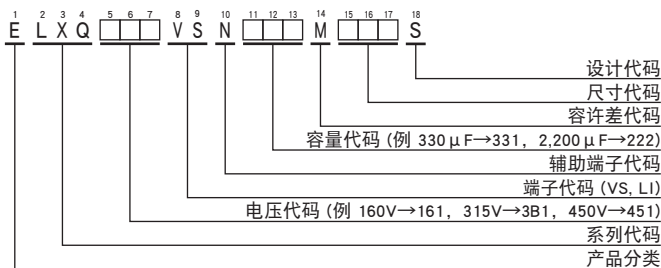 1 2 3 4 5 6 7 8 9 10 11 12 13 14 15 16 17 18
E L X Q □□□ V S N □□□ M □□□ S
设计代码
尺寸代码
容许差代码
容量代码 (例 330μF→331, 2,200μF→222)
辅助端子代码
端子代码 (VS, LI)
电压代码 (例 160V→161, 315V→3B1, 450V→451)
系列代码
产品分类